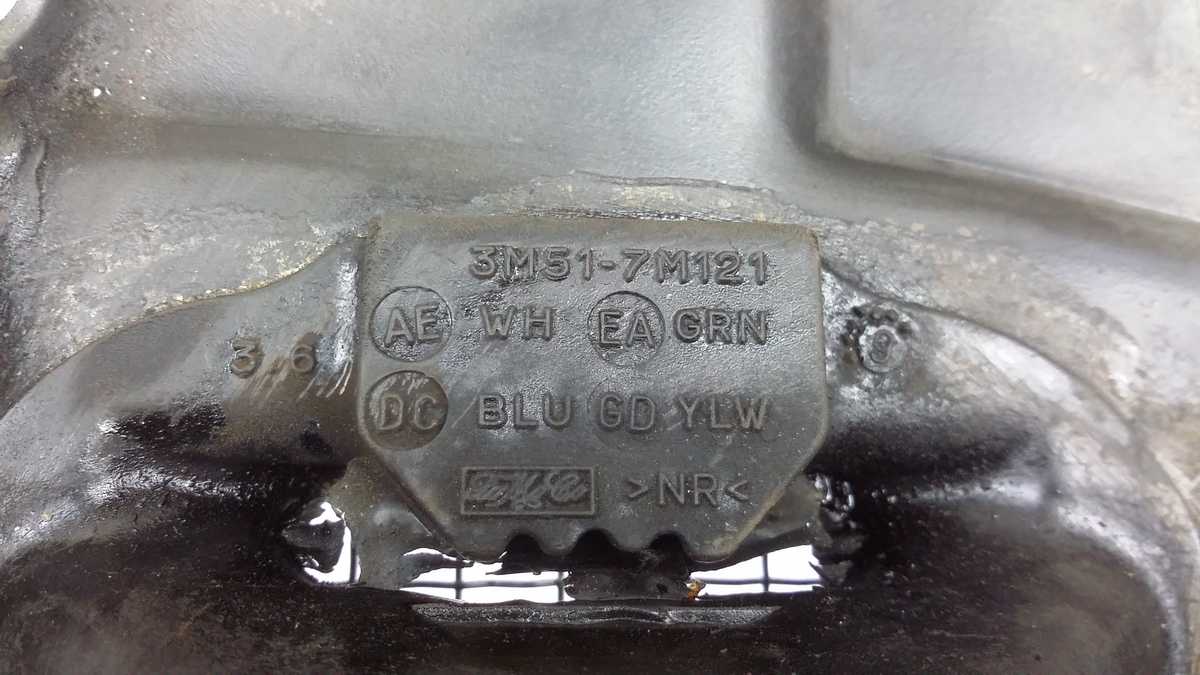 3M51-7M121
AE WH EA GRN
3.6
DC BLU GD YLW
>NR<